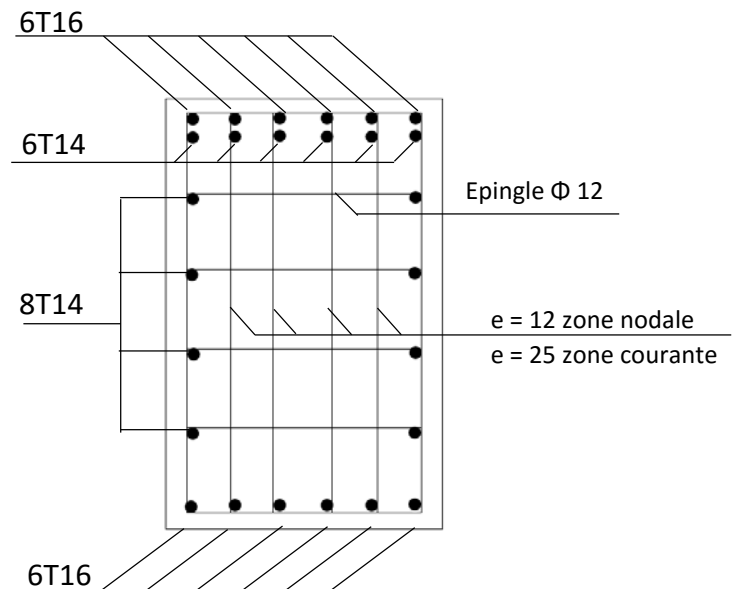 6T16
6T14
Epingle Φ 12
8T14
e = 12 zone nodale
e = 25 zone courante
6T16